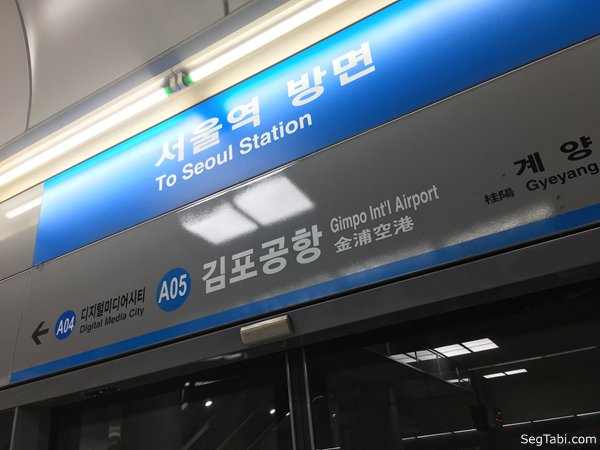 서울역 방면
To Seoul Station
A04
디지털미디어시티
Digital Media City
A05
김포공항
Gimpo Int'l Airport
金浦空港
계양
桂陽
Gyeyang
SegTabi.com